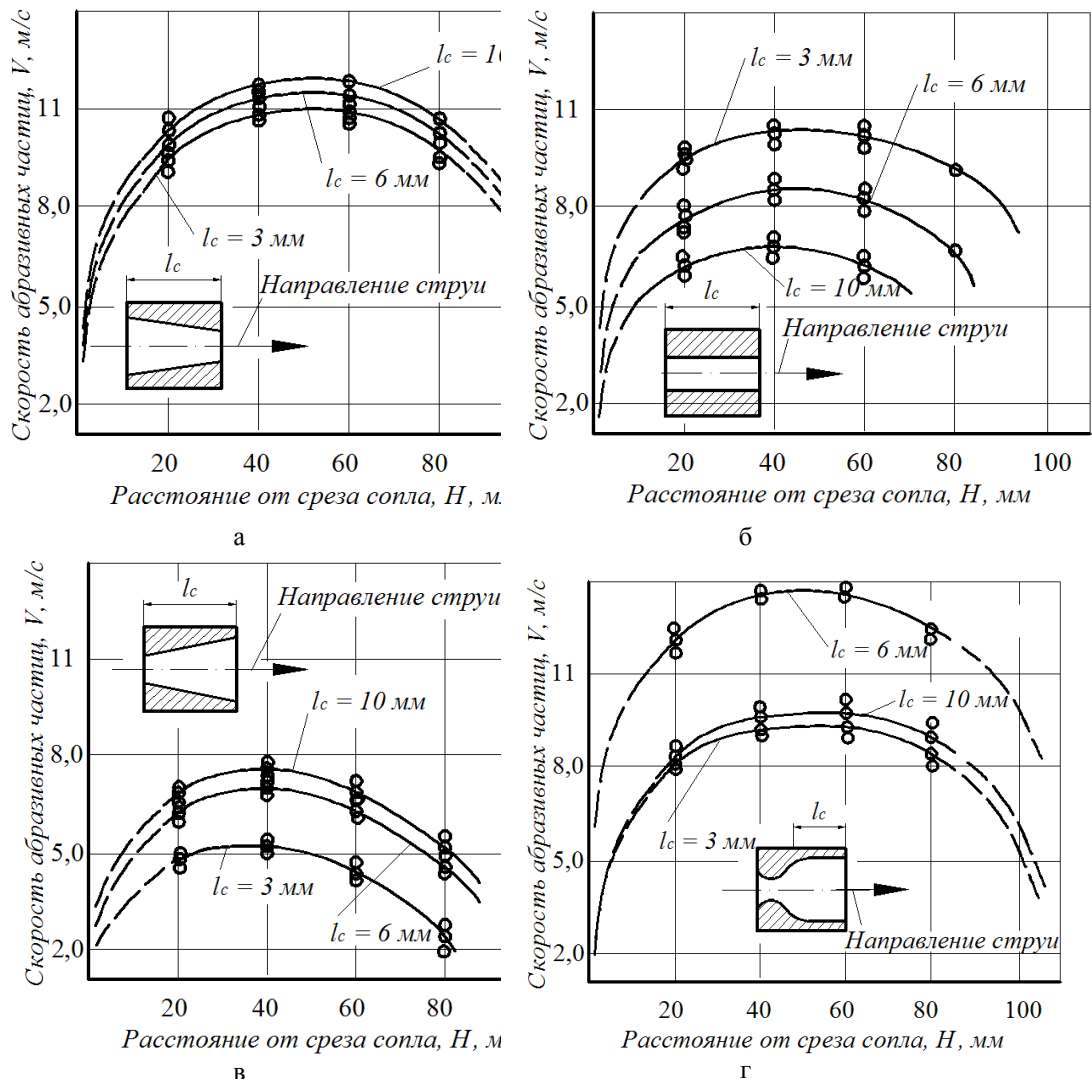 Скорость абразивных частиц, V, м/с
lc = 10
11
8,0
lc = 6 мм
lc = 3 мм
lc
Направление струи
5,0
2,0
20 40 60 80
Расстояние от среза сопла, H, м
а
Скорость абразивных частиц, V, м/с
lc = 3 мм
lc = 6 мм
11
8,0
lc = 10 мм
5,0
lc
Направление струи
2,0
20 40 60 80 100
Расстояние от среза сопла, H, мм
б
Скорость абразивных частиц, V, м/с
lc
Направление струи
11
lc = 10 мм
8,0
5,0
lc = 3 мм
lc = 6 мм
2,0
20 40 60 80
Расстояние от среза сопла, H, м
в
Скорость абразивных частиц, V, м/с
11
lc = 6 мм
lc = 10 мм
8,0
lc = 3 мм
lc
5,0
Направление струи
2,0
20 40 60 80 100
Расстояние от среза сопла, H, мм
г